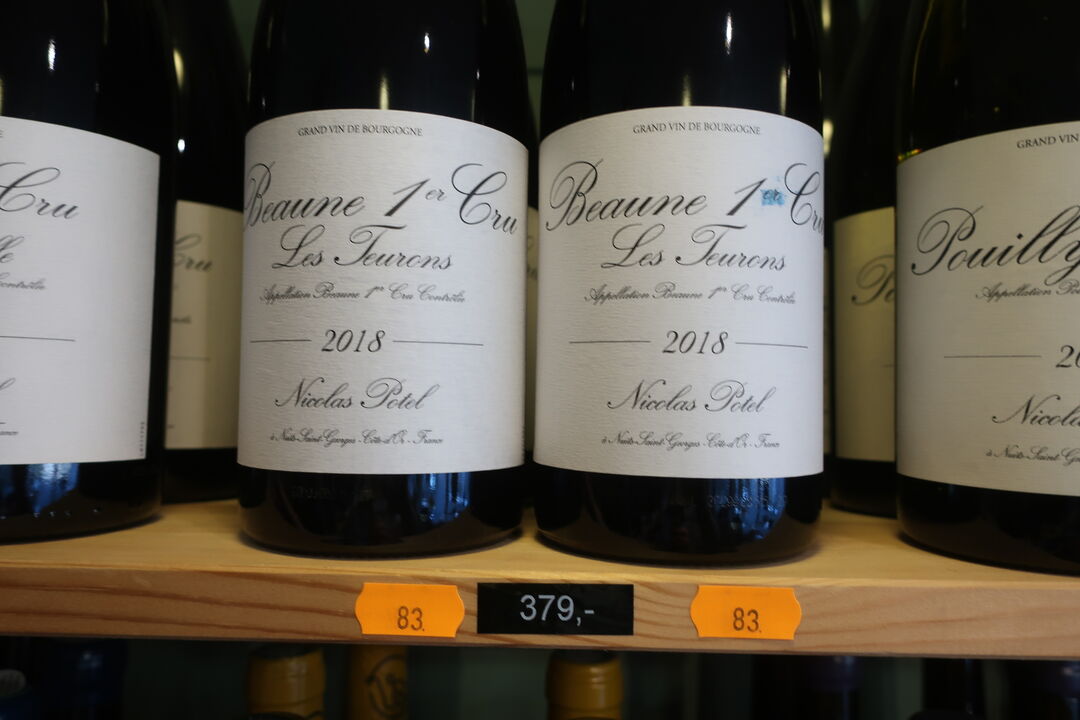 Cru
GRAND VIN DE BOURGOGNE
Beaune 1er Cru
Les Teurons
Appellation Beaune 1er Cru Contrôlée
2018
Nicolas Potel
à Nuits-Saint-Georges - Côte-d'Or - France
GRAND VIN DE BOURGOGNE
Beaune 1er Cru
Les Teurons
Appellation Beaune 1er Cru Contrôlée
2018
Nicolas Potel
à Nuits-Saint-Georges - Côte-d'Or - France
GRAND VIN
Pouilly
Appellation
à Nuits-Saint
83.
379,-
83.